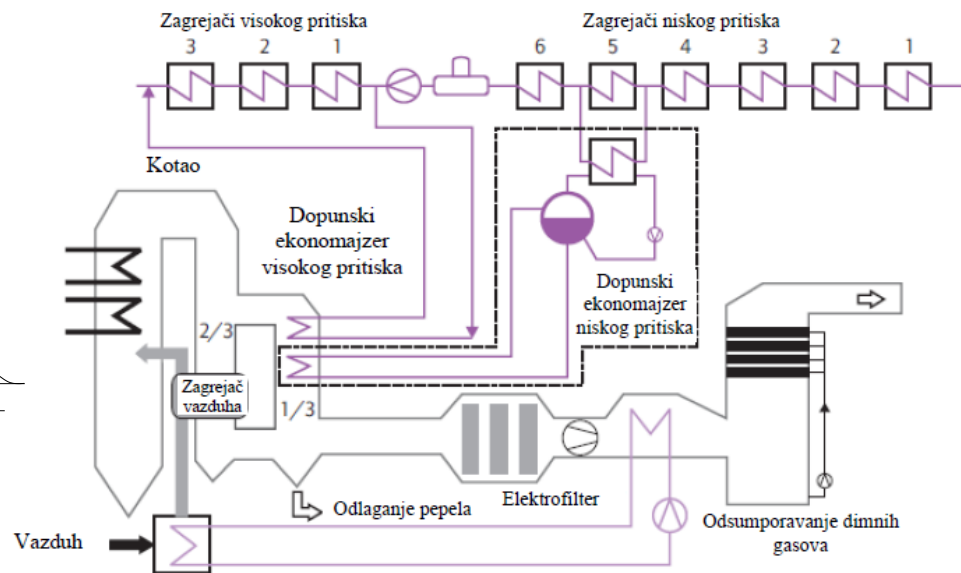 Zagrejači visokog pritiska
Zagrejači niskog pritiska
3 2 1
6 5 4 3 2 1
Kotao
Dopunski
ekonomajzer
visokog pritiska
Dopunski
ekonomajzer
niskog pritiska
2/3
Zagrejač
vazduha
1/3
Elektrofilter
Odlaganje pepela
Odsumporavanje dimnih
gasova
Vazduh